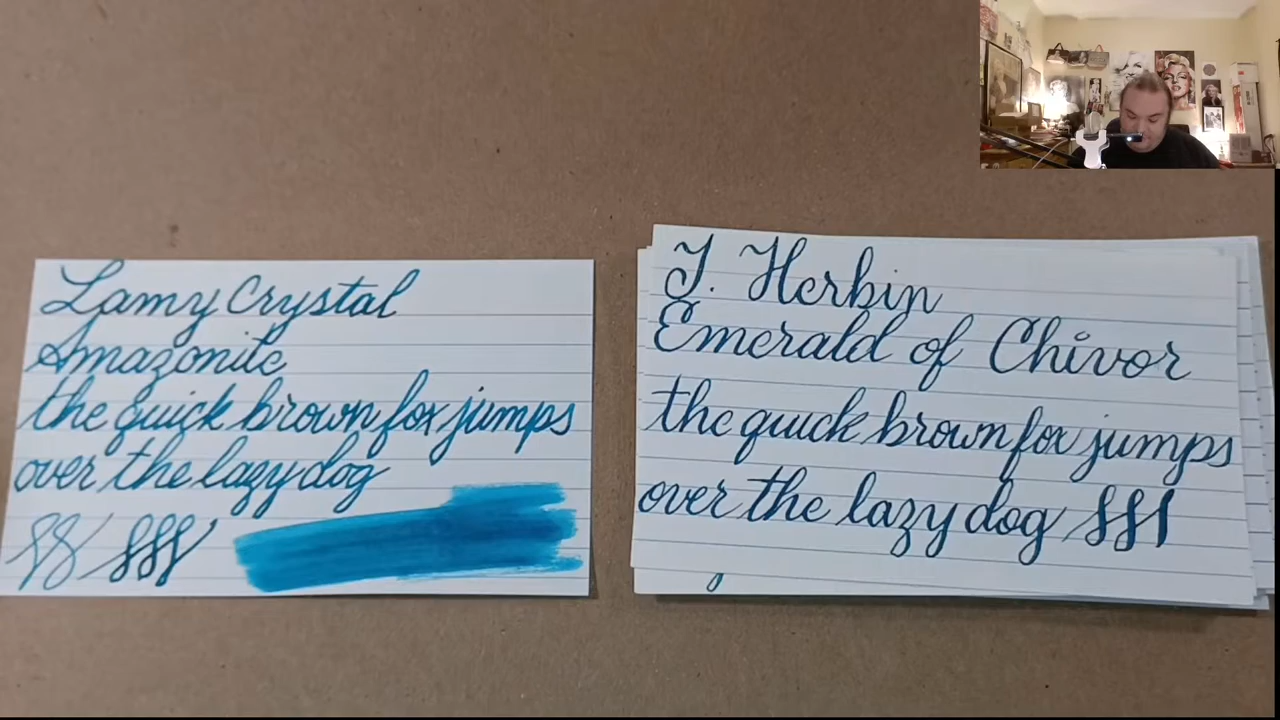 Lamy Crystal
Amazonite
the quick brown fox jumps
over the lazy dog
J. Herbin
Emerald of Chivor
the quick brown fox jumps
over the lazy dog